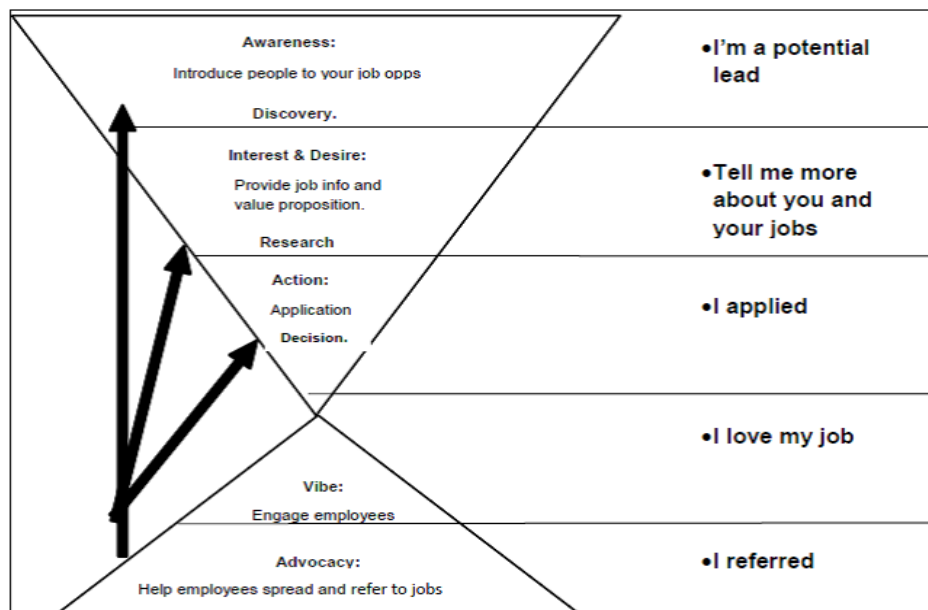 Awareness:
Introduce people to your job opps
Discovery.
•I'm a potential
lead
Interest & Desire:
Provide job info and
value proposition.
Research
•Tell me more
about you and
your jobs
Action:
Application
Decision.
•I applied
•I love my job
Vibe:
Engage employees
Advocacy:
Help employees spread and refer to jobs
•I referred